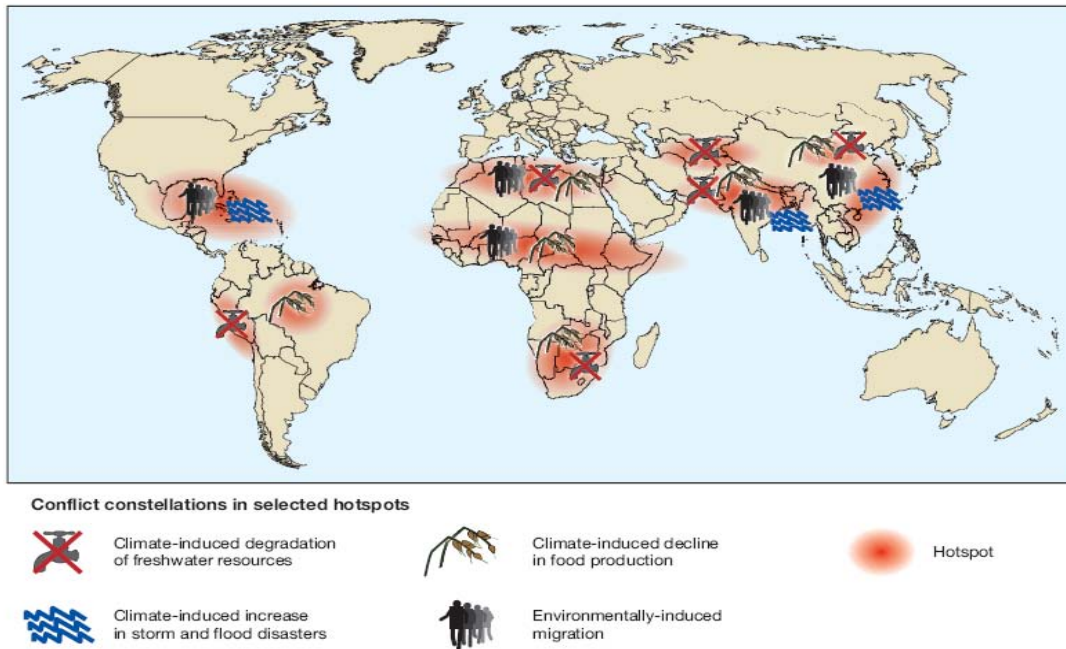 Conflict constellations in selected hotspots
Climate-induced degradation
of freshwater resources
Climate-induced decline
in food production
Hotspot
Climate-induced increase
in storm and flood disasters
Environmentally-induced
migration